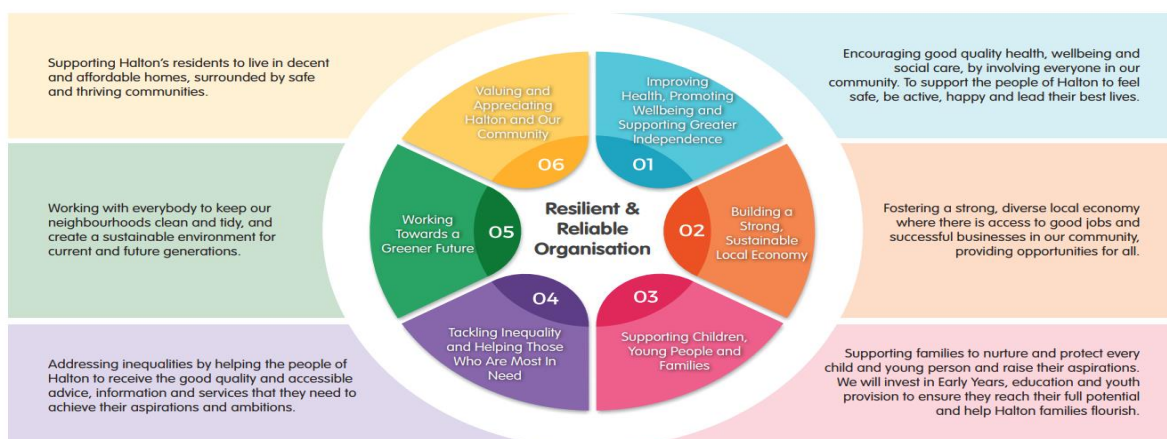 Supporting Halton’s residents to live in decent
and affordable homes, surrounded by safe
and thriving communities.
Working with everybody to keep our
neighbourhoods clean and tidy, and
create a sustainable environment for
current and future generations.
Addressing inequalities by helping the people of
Halton to receive the good quality and accessible
advice, information and services that they need to
achieve their aspirations and ambitions.
Valuing and
Appreciating
Halton and Our
Community
06
Improving
Health, Promoting
Wellbeing and
Supporting Greater
Independence
01
Working
Towards a
Greener Future
05
Resilient &
Reliable
Organisation
02
Building a
Strong,
Sustainable
Local Economy
04
Tackling Inequality
and Helping Those
Who Are Most In
Need
03
Supporting Children,
Young People and
Families
Encouraging good quality health, wellbeing and
social care, by involving everyone in our
community. To support the people of Halton to feel
safe, be active, happy and lead their best lives.
Fostering a strong, diverse local economy
where there is access to good jobs and
successful businesses in our community,
providing opportunities for all.
Supporting families to nurture and protect every
child and young person and raise their aspirations.
We will invest in Early Years, education and youth
provision to ensure they reach their full potential
and help Halton families flourish.